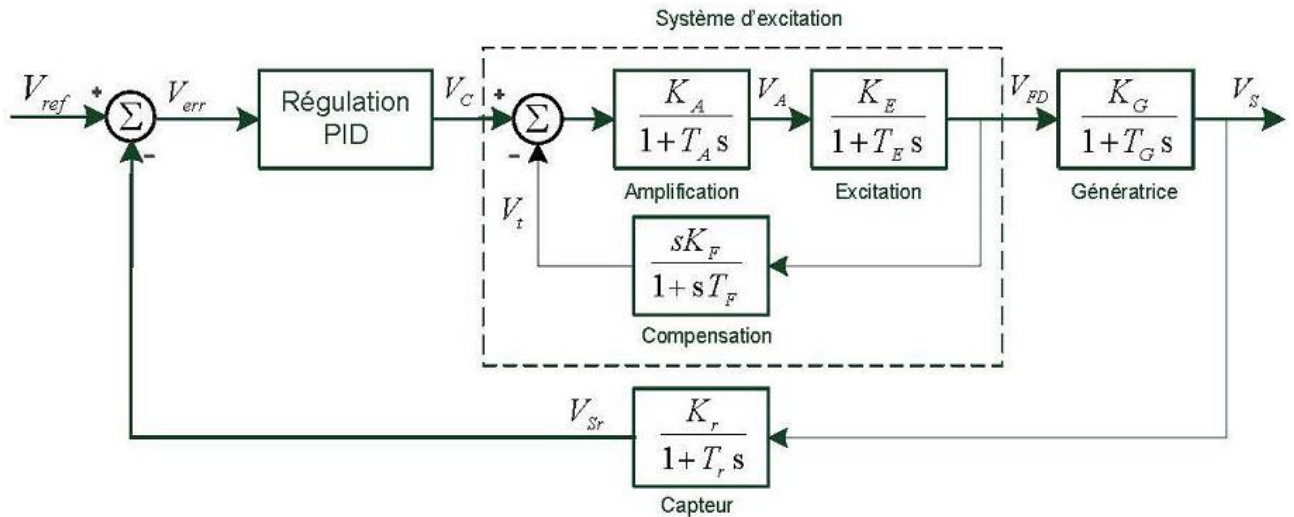 Système d'excitation
V_ref
+
Σ
-
V_err
Régulation
PID
V_C
+
Σ
-
K_A
1+T_A s
Amplification
V_A
K_E
1+T_E s
Excitation
V_FD
K_G
1+T_G s
Génératrice
V_S
V_t
sK_F
1+sT_F
Compensation
V_Sr
K_r
1+T_r s
Capteur